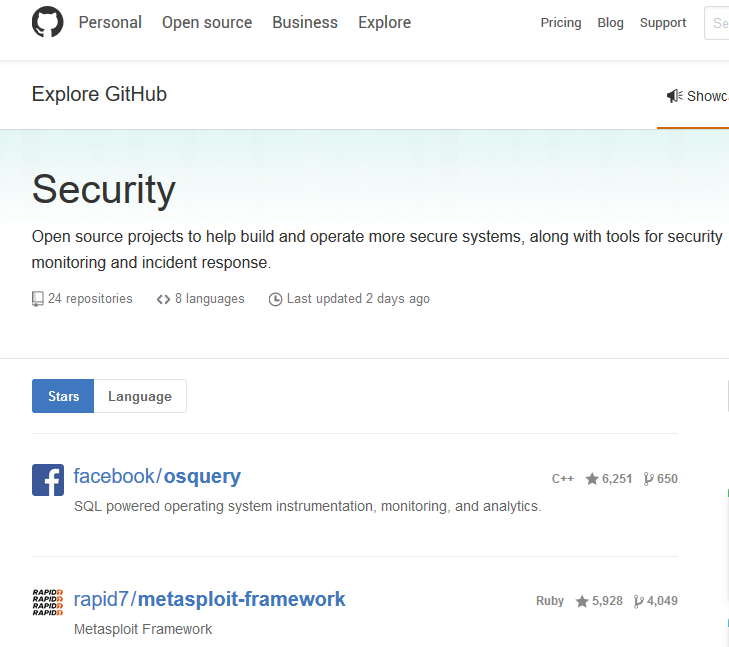 Personal Open source Business Explore Pricing Blog Support Se
Explore GitHub
Showc
Security
Open source projects to help build and operate more secure systems, along with tools for security
monitoring and incident response.
24 repositories 8 languages Last updated 2 days ago
Stars Language
facebook/osquery C++ 6,251 650
SQL powered operating system instrumentation, monitoring, and analytics.
RAPID7
RAPID7
RAPID7
RAPID7
rapid7/metasploit-framework Ruby 5,928 4,049
Metasploit Framework